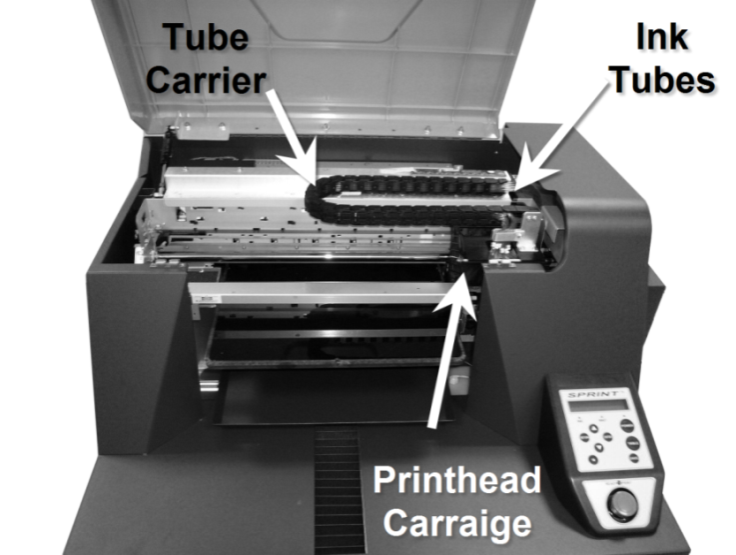 Tube
Carrier
Ink
Tubes
SPRINT
Printhead
Carraige